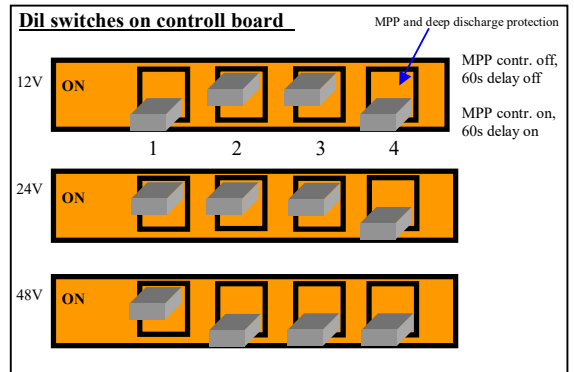 Dil switches on controll board
MPP and deep discharge protection
MPP contr. off,
60s delay off
12V
ON
MPP contr. on,
60s delay on
1 2 3 4
24V
ON
48V
ON